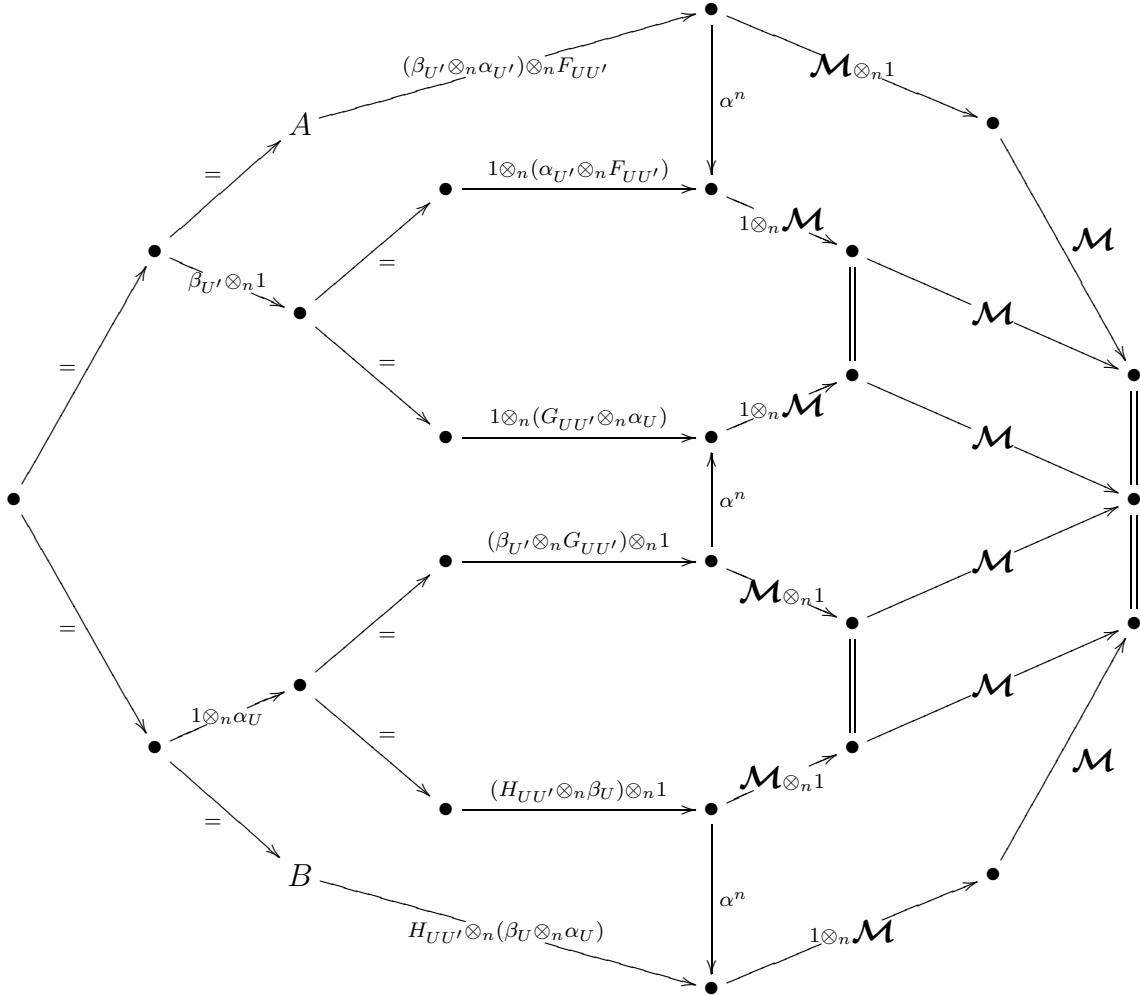 (β_{U'}⊗_nα_{U'})⊗_nF_{UU'}
𝓜⊗_n1
α^n
A
=
1⊗_n(α_{U'}⊗_nF_{UU'})
1⊗_n𝓜
𝓜
=
β_{U'}⊗_n1
𝓜
=
=
1⊗_n(G_{UU'}⊗_nα_U)
1⊗_n𝓜
𝓜
α^n
(β_{U'}⊗_nG_{UU'})⊗_n1
𝓜
𝓜⊗_n1
=
=
𝓜
1⊗_nα_U
=
𝓜
(H_{UU'}⊗_nβ_U)⊗_n1
𝓜⊗_n1
=
B
α^n
H_{UU'}⊗_n(β_U⊗_nα_U)
1⊗_n𝓜